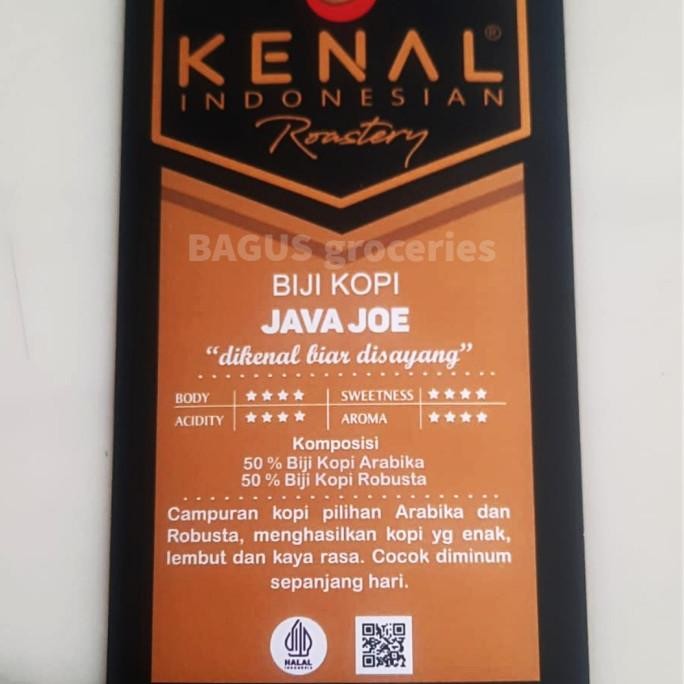 KENAL®
INDONESIAN
Roastery
BAGUS groceries
BIJI KOPI
JAVA JOE
“dikenal biar disayang”
BODY ★★★★ SWEETNESS ★★★★
ACIDITY ★★★★ AROMA ★★★★
Komposisi
50 % Biji Kopi Arabika
50 % Biji Kopi Robusta
Campuran kopi pilihan Arabika dan
Robusta, menghasilkan kopi yg enak,
lembut dan kaya rasa. Cocok diminum
sepanjang hari.
HALAL
INDONESIA